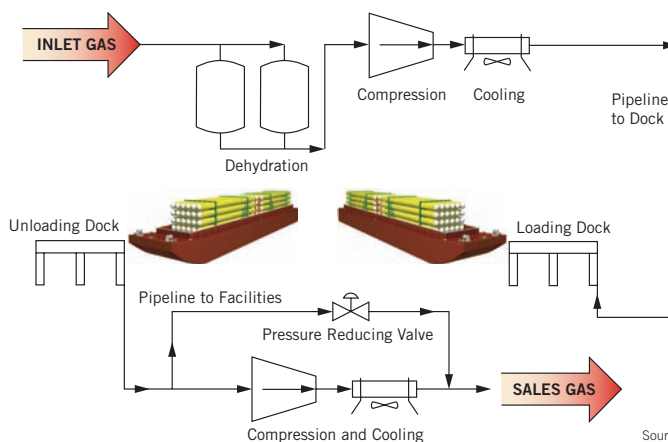 INLET GAS
Compression
Cooling
Pipeline
to Dock
Dehydration
Unloading Dock
Loading Dock
Pipeline to Facilities
Pressure Reducing Valve
SALES GAS
Compression and Cooling